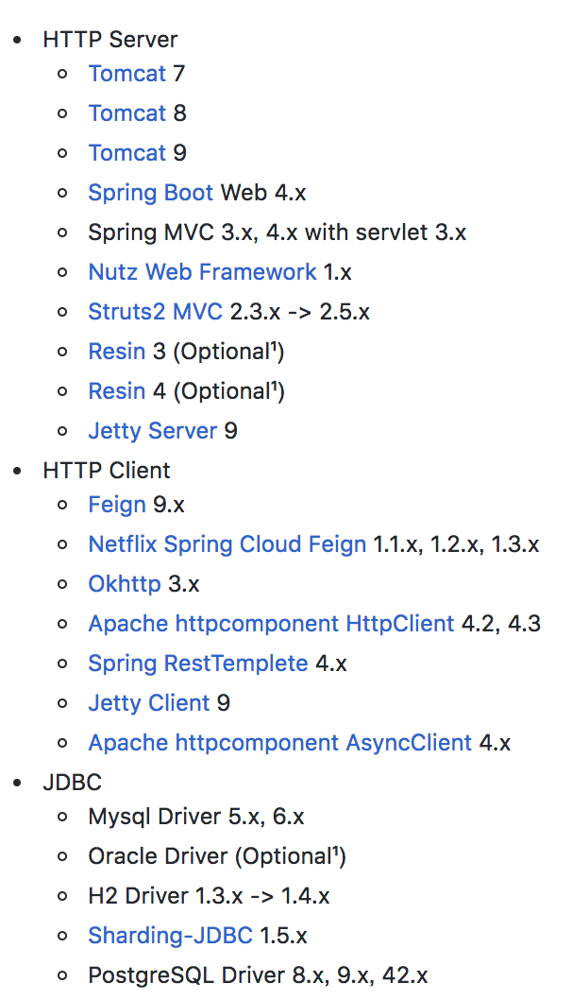 HTTP Server
Tomcat 7
Tomcat 8
Tomcat 9
Spring Boot Web 4.x
Spring MVC 3.x, 4.x with servlet 3.x
Nutz Web Framework 1.x
Struts2 MVC 2.3.x -> 2.5.x
Resin 3 (Optional¹)
Resin 4 (Optional¹)
Jetty Server 9
HTTP Client
Feign 9.x
Netflix Spring Cloud Feign 1.1.x, 1.2.x, 1.3.x
Okhttp 3.x
Apache httpcomponent HttpClient 4.2, 4.3
Spring RestTemplete 4.x
Jetty Client 9
Apache httpcomponent AsyncClient 4.x
JDBC
Mysql Driver 5.x, 6.x
Oracle Driver (Optional¹)
H2 Driver 1.3.x -> 1.4.x
Sharding-JDBC 1.5.x
PostgreSQL Driver 8.x, 9.x, 42.x